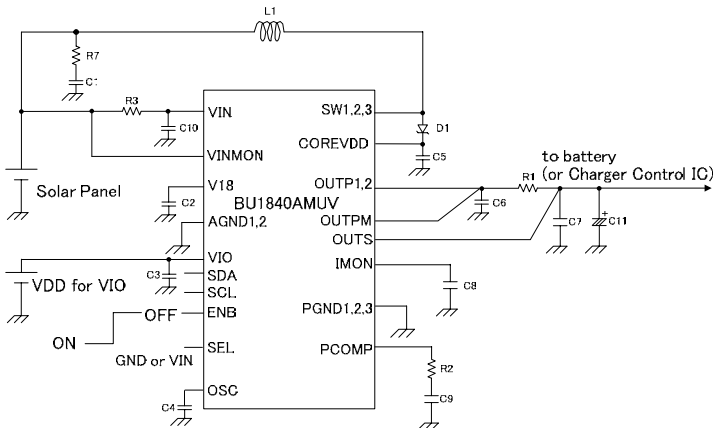 L1
R7
C1
R3
VIN
SW1,2,3
C10
D1
COREVDD
VINMON
C5
to battery
R1
(or Charger Control IC)
V18
OUTP1,2
Solar Panel
BU1840AMUV
C2
C6
AGND1,2
OUTPM
C7
C11
+
OUTS
VIO
IMON
C3
SDA
VDD for VIO
SCL
C8
OFF
ENB
PGND1,2,3
ON
SEL
PCOMP
GND or VIN
R2
OSC
C4
C9